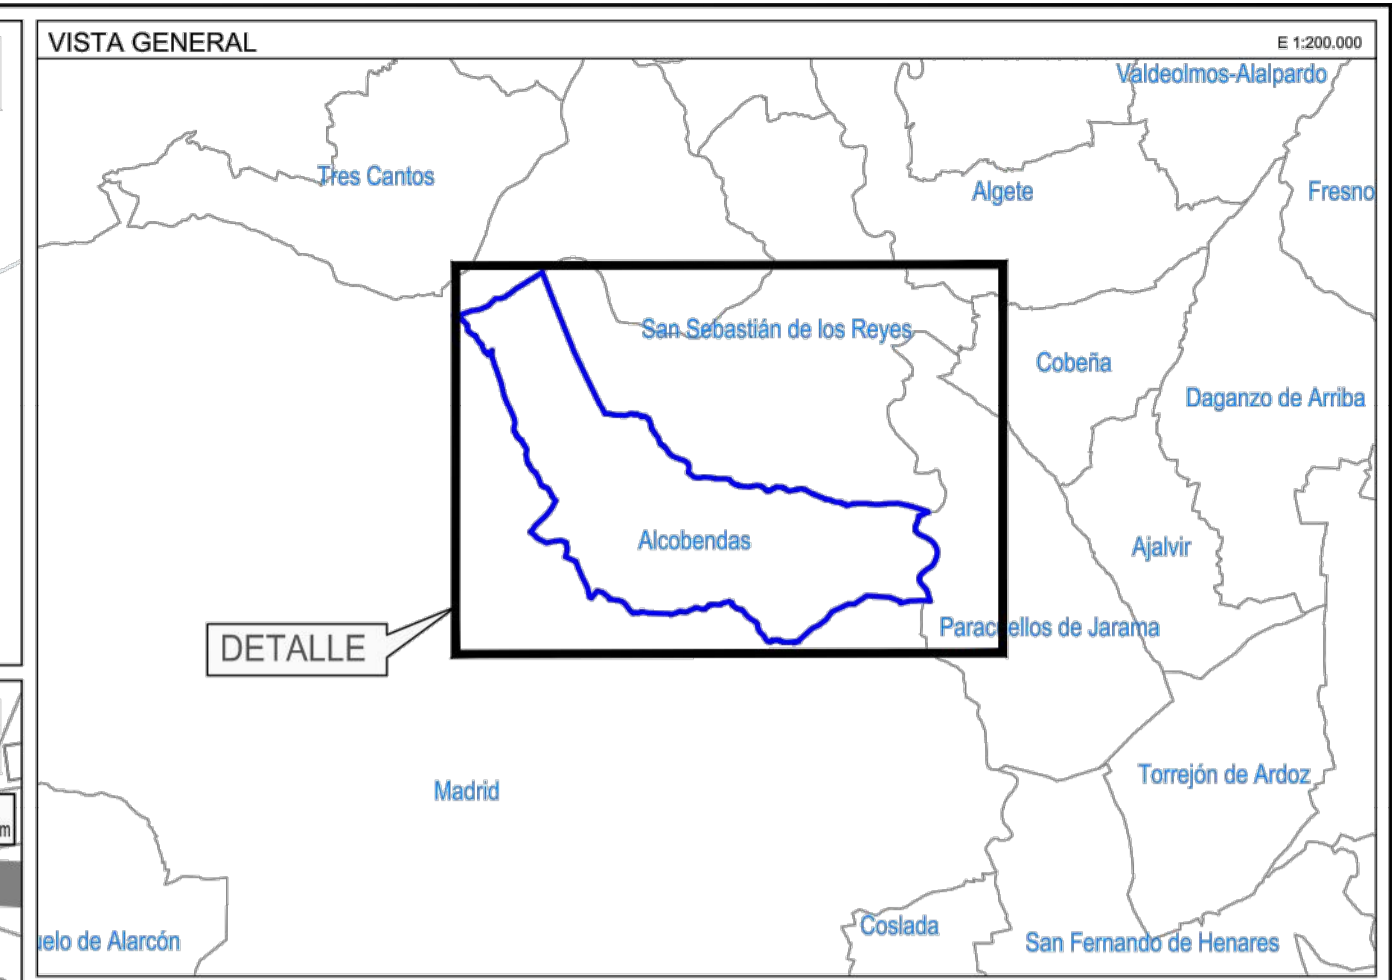 VISTA GENERAL
E 1:200.000
Valdeolmos-Alalpardo
Tres Cantos
Algete
Fresno
San Sebastián de los Reyes
Cobeña
Daganzo de Arriba
Alcobendas
Ajalvir
Paracuellos de Jarama
DETALLE
Torrejón de Ardoz
Madrid
m
Coslada
uelo de Alarcón
San Fernando de Henares